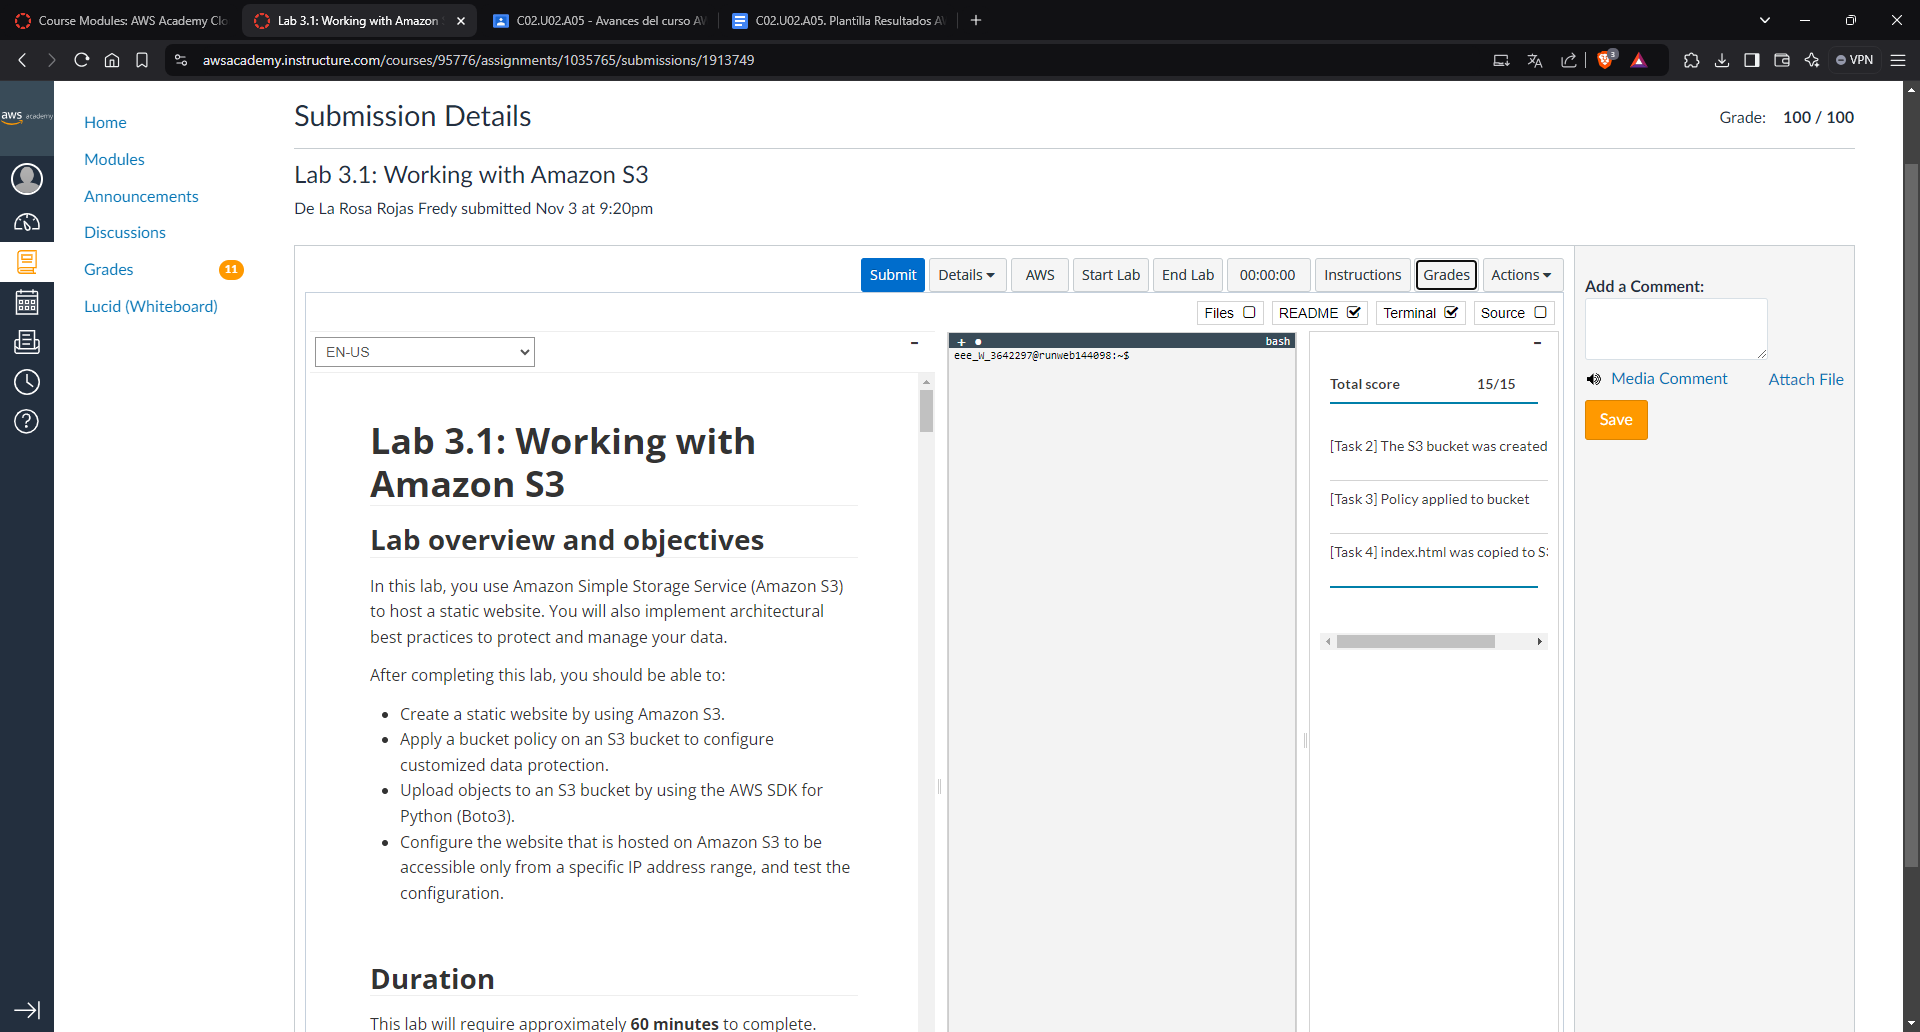 Course Modules: AWS Academy Clo
Lab 3.1: Working with Amazon
C02.U02.A05 - Avances del curso AW
C02.U02.A05. Plantilla Resultados A
awsacademy.instructure.com/courses/95776/assignments/1035765/submissions/1913749
3
VPN
aws academy
Home
Modules
Announcements
Discussions
Grades
11
Lucid (Whiteboard)
Submission Details
Grade: 100 / 100
Lab 3.1: Working with Amazon S3
De La Rosa Rojas Fredy submitted Nov 3 at 9:20pm
Submit Details AWS Start Lab End Lab 00:00:00 Instructions Grades Actions
Files README Terminal Source
EN-US
Lab 3.1: Working with
Amazon S3
Lab overview and objectives
In this lab, you use Amazon Simple Storage Service (Amazon S3)
to host a static website. You will also implement architectural
best practices to protect and manage your data.
After completing this lab, you should be able to:
Create a static website by using Amazon S3.
Apply a bucket policy on an S3 bucket to configure
customized data protection.
Upload objects to an S3 bucket by using the AWS SDK for
Python (Boto3).
Configure the website that is hosted on Amazon S3 to be
accessible only from a specific IP address range, and test the
configuration.
Duration
This lab will require approximately 60 minutes to complete.
bash
eee_W_3642297@runweb144098:~$
Total score 15/15
[Task 2] The S3 bucket was created
[Task 3] Policy applied to bucket
[Task 4] index.html was copied to S3
Add a Comment:
Media Comment
Attach File
Save